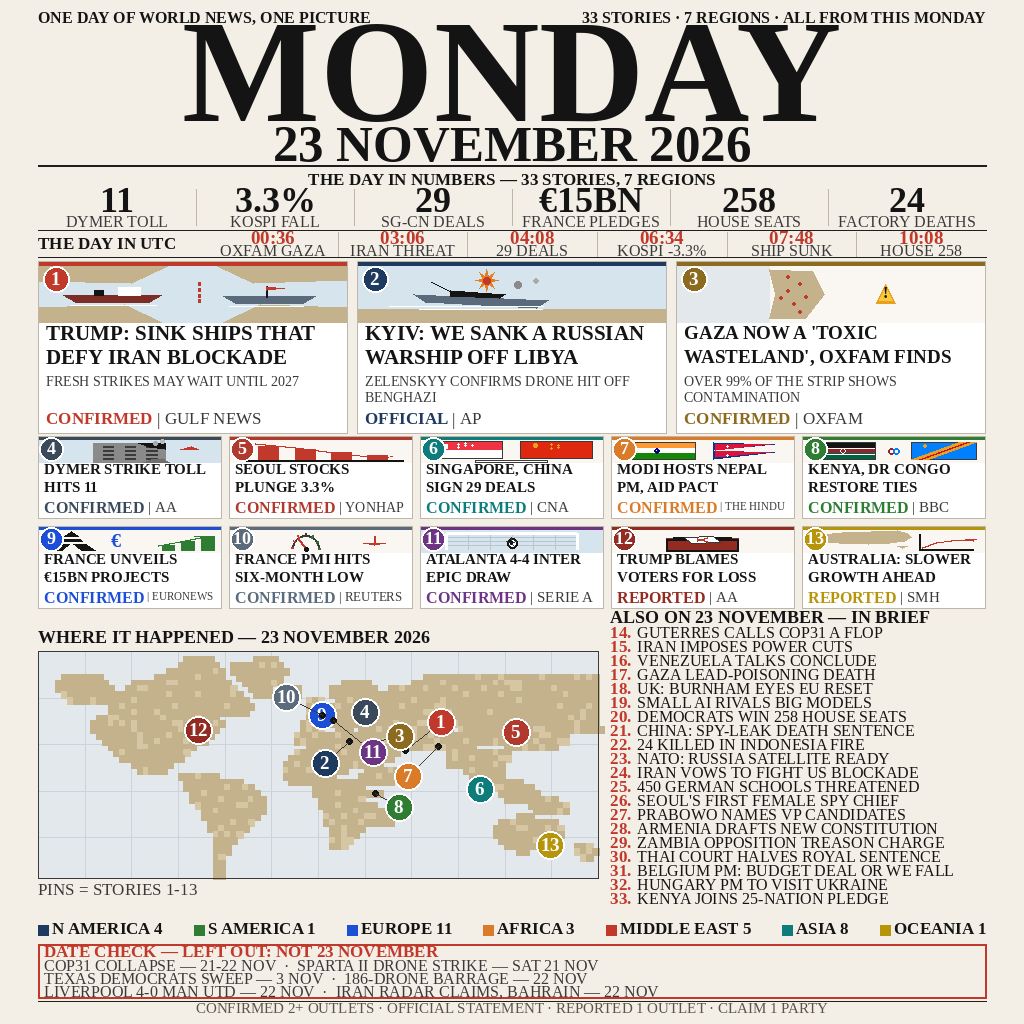 ONE DAY OF WORLD NEWS, ONE PICTURE
33 STORIES · 7 REGIONS · ALL FROM THIS MONDAY
MONDAY
23 NOVEMBER 2026
THE DAY IN NUMBERS — 33 STORIES, 7 REGIONS
11
DYMER TOLL
3.3%
KOSPI FALL
29
SG-CN DEALS
€15BN
FRANCE PLEDGES
258
HOUSE SEATS
24
FACTORY DEATHS
THE DAY IN UTC
00:36
OXFAM GAZA
03:06
IRAN THREAT
04:08
29 DEALS
06:34
KOSPI -3.3%
07:48
SHIP SUNK
10:08
HOUSE 258
1
TRUMP: SINK SHIPS THAT
DEFY IRAN BLOCKADE
FRESH STRIKES MAY WAIT UNTIL 2027
CONFIRMED | GULF NEWS
2
KYIV: WE SANK A RUSSIAN
WARSHIP OFF LIBYA
ZELENSKYY CONFIRMS DRONE HIT OFF
BENGHAZI
OFFICIAL | AP
3
!
GAZA NOW A 'TOXIC
WASTELAND', OXFAM FINDS
OVER 99% OF THE STRIP SHOWS
CONTAMINATION
CONFIRMED | OXFAM
4
DYMER STRIKE TOLL
HITS 11
CONFIRMED | AA
5
SEOUL STOCKS
PLUNGE 3.3%
CONFIRMED | YONHAP
6
SINGAPORE, CHINA
SIGN 29 DEALS
CONFIRMED | CNA
7
MODI HOSTS NEPAL
PM, AID PACT
CONFIRMED | THE HINDU
8
KENYA, DR CONGO
RESTORE TIES
CONFIRMED | BBC
9
€
FRANCE UNVEILS
€15BN PROJECTS
CONFIRMED | EURONEWS
10
FRANCE PMI HITS
SIX-MONTH LOW
CONFIRMED | REUTERS
11
ATALANTA 4-4 INTER
EPIC DRAW
CONFIRMED | SERIE A
12
TRUMP BLAMES
VOTERS FOR LOSS
REPORTED | AA
13
AUSTRALIA: SLOWER
GROWTH AHEAD
REPORTED | SMH
WHERE IT HAPPENED — 23 NOVEMBER 2026
10
9
4
12
3
1
5
11
2
7
6
8
13
PINS = STORIES 1-13
ALSO ON 23 NOVEMBER — IN BRIEF
14. GUTERRES CALLS COP31 A FLOP
15. IRAN IMPOSES POWER CUTS
16. VENEZUELA TALKS CONCLUDE
17. GAZA LEAD-POISONING DEATH
18. UK: BURNHAM EYES EU RESET
19. SMALL AI RIVALS BIG MODELS
20. DEMOCRATS WIN 258 HOUSE SEATS
21. CHINA: SPY-LEAK DEATH SENTENCE
22. 24 KILLED IN INDONESIA FIRE
23. NATO: RUSSIA SATELLITE READY
24. IRAN VOWS TO FIGHT US BLOCKADE
25. 450 GERMAN SCHOOLS THREATENED
26. SEOUL'S FIRST FEMALE SPY CHIEF
27. PRABOWO NAMES VP CANDIDATES
28. ARMENIA DRAFTS NEW CONSTITUTION
29. ZAMBIA OPPOSITION TREASON CHARGE
30. THAI COURT HALVES ROYAL SENTENCE
31. BELGIUM PM: BUDGET DEAL OR WE FALL
32. HUNGARY PM TO VISIT UKRAINE
33. KENYA JOINS 25-NATION PLEDGE
N AMERICA 4
S AMERICA 1
EUROPE 11
AFRICA 3
MIDDLE EAST 5
ASIA 8
OCEANIA 1
DATE CHECK — LEFT OUT: NOT 23 NOVEMBER
COP31 COLLAPSE — 21-22 NOV · SPARTA II DRONE STRIKE — SAT 21 NOV
TEXAS DEMOCRATS SWEEP — 3 NOV · 186-DRONE BARRAGE — 22 NOV
LIVERPOOL 4-0 MAN UTD — 22 NOV · IRAN RADAR CLAIMS, BAHRAIN — 22 NOV
CONFIRMED 2+ OUTLETS · OFFICIAL STATEMENT · REPORTED 1 OUTLET · CLAIM 1 PARTY